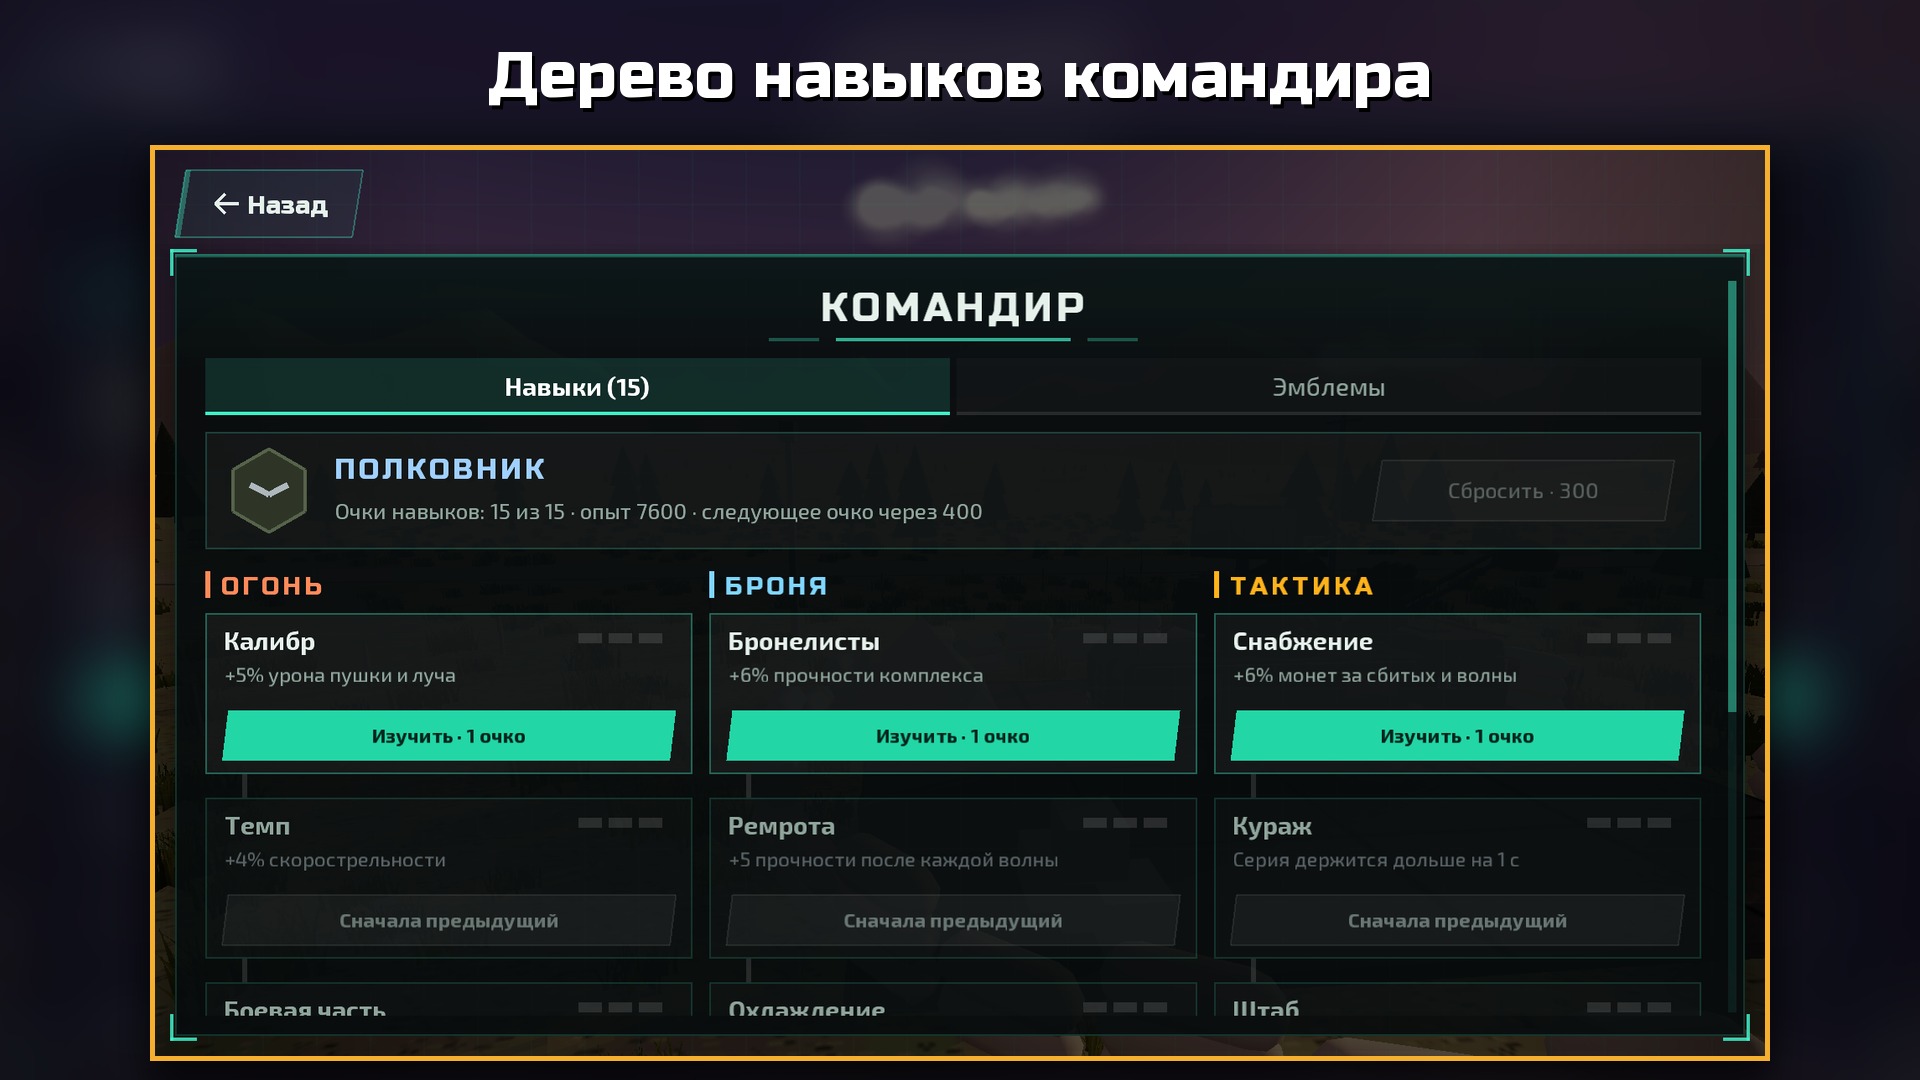 Дерево навыков командира
← Назад
КОМАНДИР
Навыки (15)
Эмблемы
ПОЛКОВНИК
Очки навыков: 15 из 15 · опыт 7600 · следующее очко через 400
Сбросить · 300
ОГОНЬ
БРОНЯ
ТАКТИКА
Калибр
+5% урона пушки и луча
Изучить · 1 очко
Бронелисты
+6% прочности комплекса
Изучить · 1 очко
Снабжение
+6% монет за сбитых и волны
Изучить · 1 очко
Темп
+4% скорострельности
Сначала предыдущий
Ремрота
+5 прочности после каждой волны
Сначала предыдущий
Кураж
Серия держится дольше на 1 с
Сначала предыдущий
Боевая часть
Охлаждение
Штаб